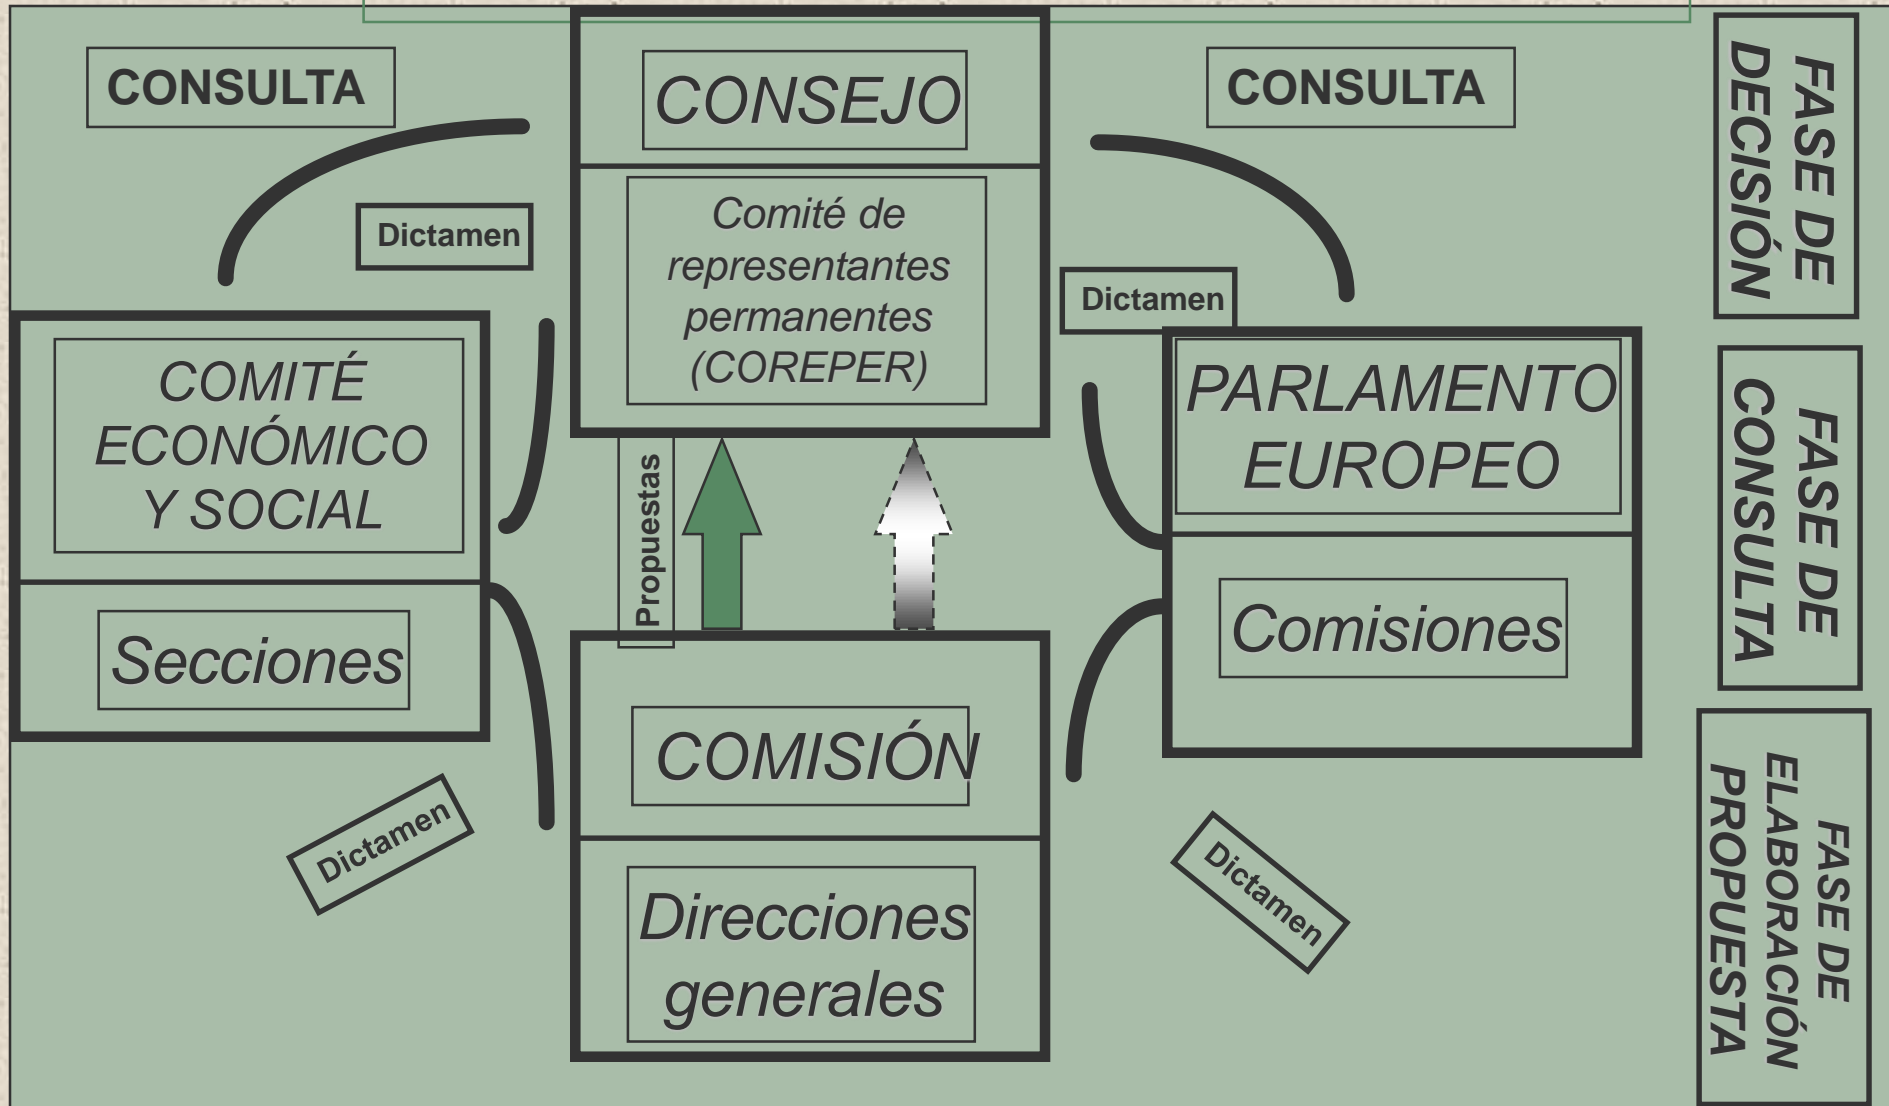 CONSULTA
CONSEJO
CONSULTA
Dictamen
Comité de
representantes
permanentes
(COREPER)
Dictamen
COMITÉ
ECONÓMICO
Y SOCIAL
Secciones
Propuestas
PARLAMENTO
EUROPEO
Comisiones
COMISIÓN
Direcciones
generales
Dictamen
Dictamen
FASE DE
DECISIÓN
FASE DE
CONSULTA
FASE DE
ELABORACIÓN
PROPUESTA